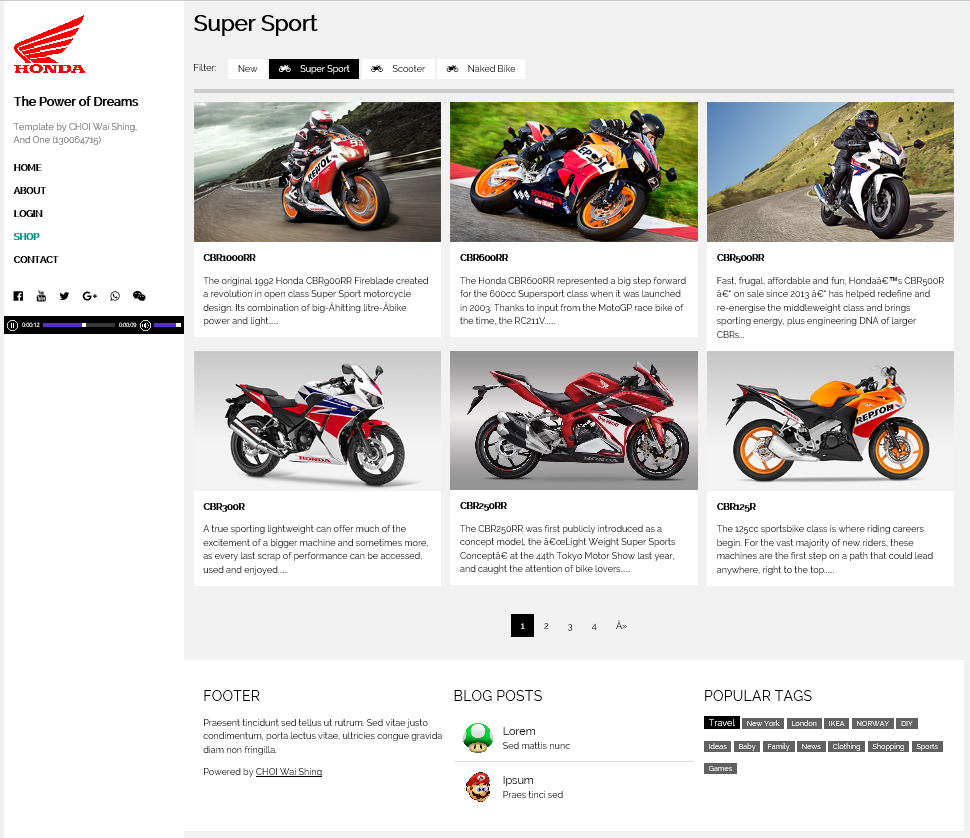 HONDA
The Power of Dreams
Template by CHOI Wai Shing,
And One (130064715)
HOME
ABOUT
LOGIN
SHOP
CONTACT
0:00:12 0:00:09
Super Sport
Filter: New Super Sport Scooter Naked Bike
93
REPSOL
HONDA
CBR1000RR
The original 1992 Honda CBR900RR Fireblade created
a revolution in open class Super Sport motorcycle
design. Its combination of big-Âhitting litre-Âbike
power and light......
CBR600RR
The Honda CBR600RR represented a big step forward
for the 600cc Supersport class when it was launched
in 2003. Thanks to input from the MotoGP race bike of
the time, the RC211V......
CBR500RR
Fast, frugal, affordable and fun, Hondaâ€™s CBR500R
â€“ on sale since 2013 â€“ has helped redefine and
re-energise the middleweight class and brings
sporting energy, plus engineering DNA of larger
CBRs...
HONDA
HONDA
REPSOL
CBR300R
A true sporting lightweight can offer much of the
excitement of a bigger machine and sometimes more,
as every last scrap of performance can be accessed,
used and enjoyed......
CBR250RR
The CBR250RR was first publicly introduced as a
concept model, the â€œLight Weight Super Sports
Conceptâ€ at the 44th Tokyo Motor Show last year,
and caught the attention of bike lovers......
CBR125R
The 125cc sportsbike class is where riding careers
begin. For the vast majority of new riders, these
machines are the first step on a path that could lead
anywhere, right to the top......
1 2 3 4 Â»
FOOTER
Praesent tincidunt sed tellus ut rutrum. Sed vitae justo
condimentum, porta lectus vitae, ultricies congue gravida
diam non fringilla.
Powered by CHOI Wai Shing
BLOG POSTS
Lorem
Sed mattis nunc
Ipsum
Praes tinci sed
POPULAR TAGS
Travel New York London IKEA NORWAY DIY
Ideas Baby Family News Clothing Shopping Sports
Games